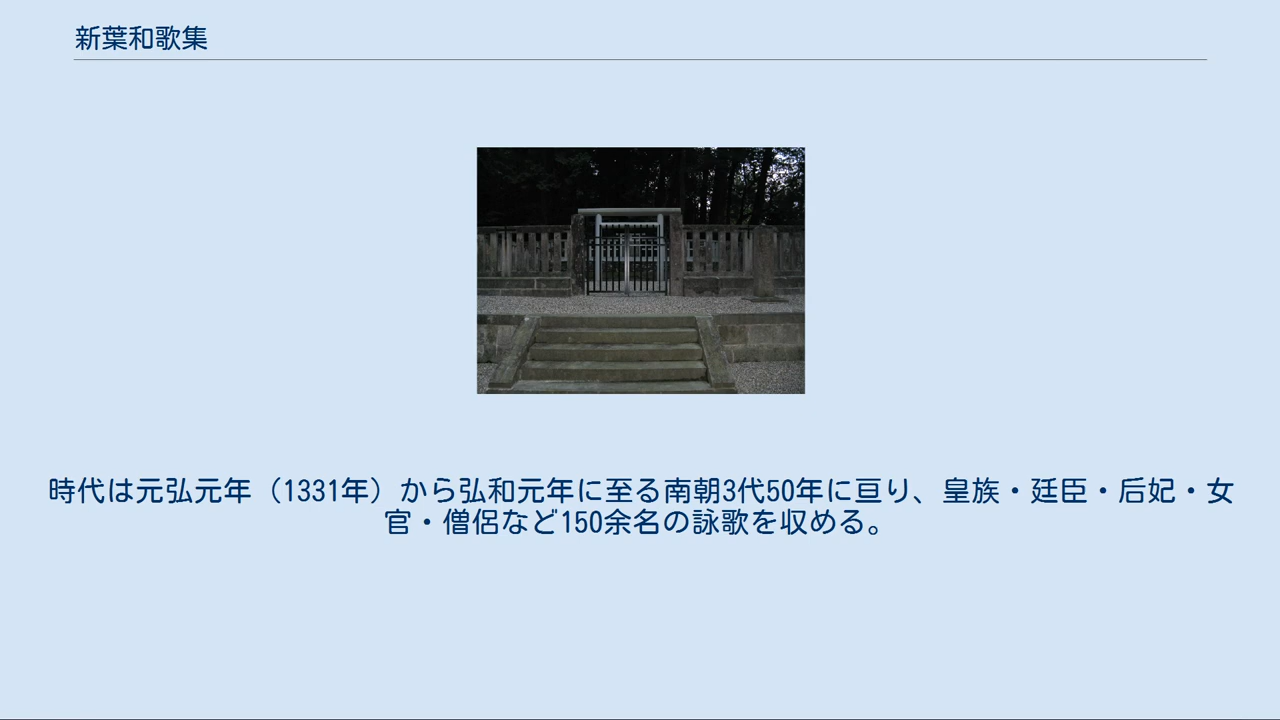 新葉和歌集
時代は元弘元年（1331年）から弘和元年に至る南朝3代50年に亘り、皇族・廷臣・后妃・女
官・僧侶など150余名の詠歌を収める。